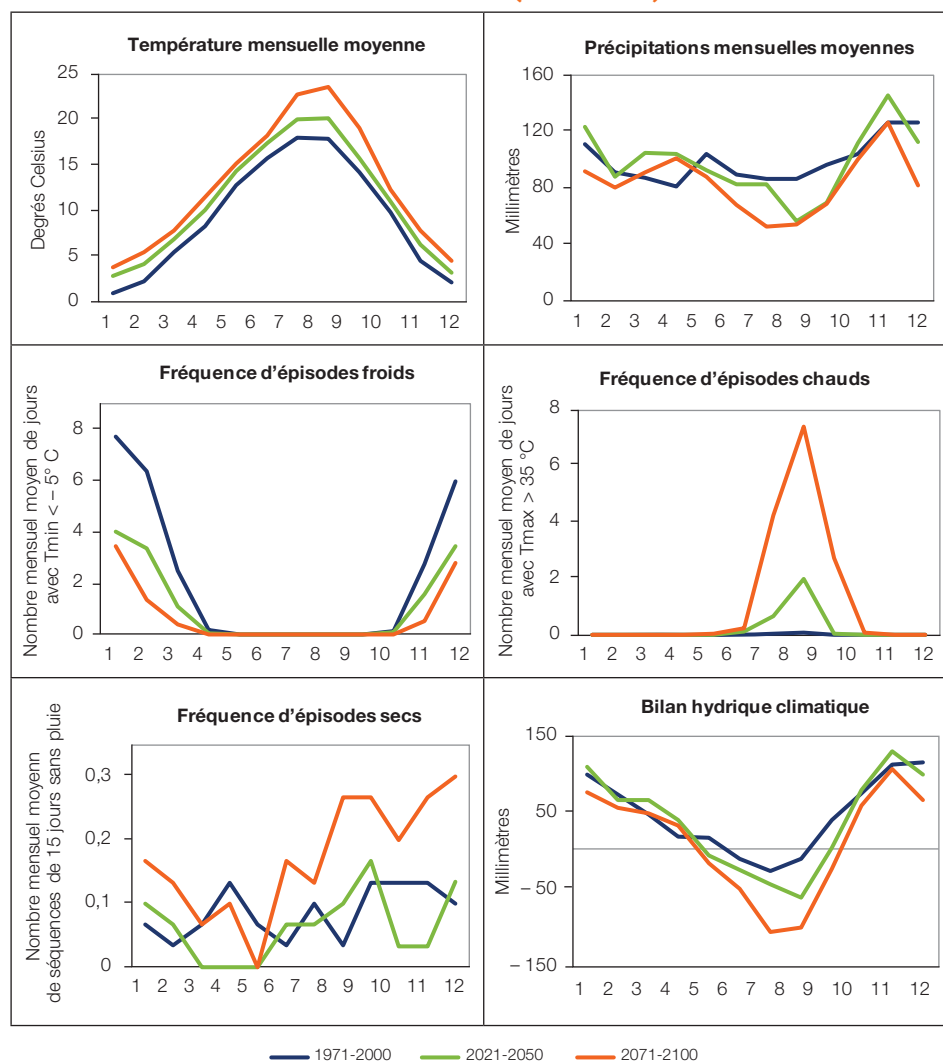 Température mensuelle moyenne
Degrés Celsius
25
20
15
10
5
0
1 2 3 4 5 6 7 8 9 10 11 12
Précipitations mensuelles moyennes
Millimètres
160
120
80
40
0
1 2 3 4 5 6 7 8 9 10 11 12
Fréquence d'épisodes froids
Nombre mensuel moyen de jours
avec Tmin < – 5° C
8
6
4
2
0
1 2 3 4 5 6 7 8 9 10 11 12
Fréquence d'épisodes chauds
Nombre mensuel moyen de jours
avec Tmax > 35 °C
8
6
4
2
0
1 2 3 4 5 6 7 8 9 10 11 12
Fréquence d'épisodes secs
Nombre mensuel moyenn
de séquences de 15 jours sans pluie
0,3
0,2
0,1
0
1 2 3 4 5 6 7 8 9 10 11 12
Bilan hydrique climatique
Millimètres
150
50
– 50
– 150
1 2 3 4 5 6 7 8 9 10 11 12
1971-2000 2021-2050 2071-2100